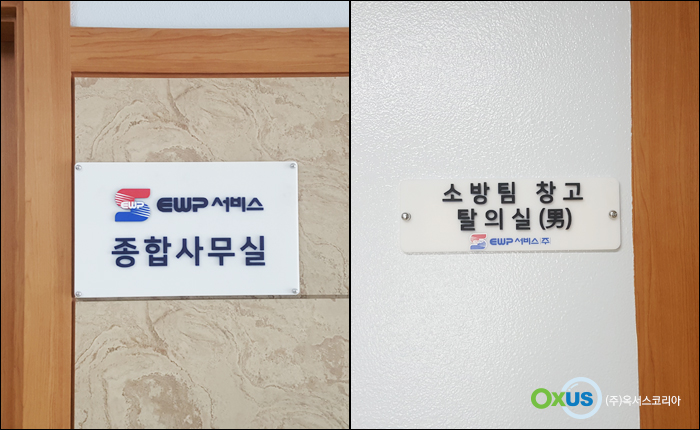 EWP EWP 서비스
종합사무실
소방팀 창고
탈의실(男)
EWP 서비스(주)
OXUS (주)옥서스코리아